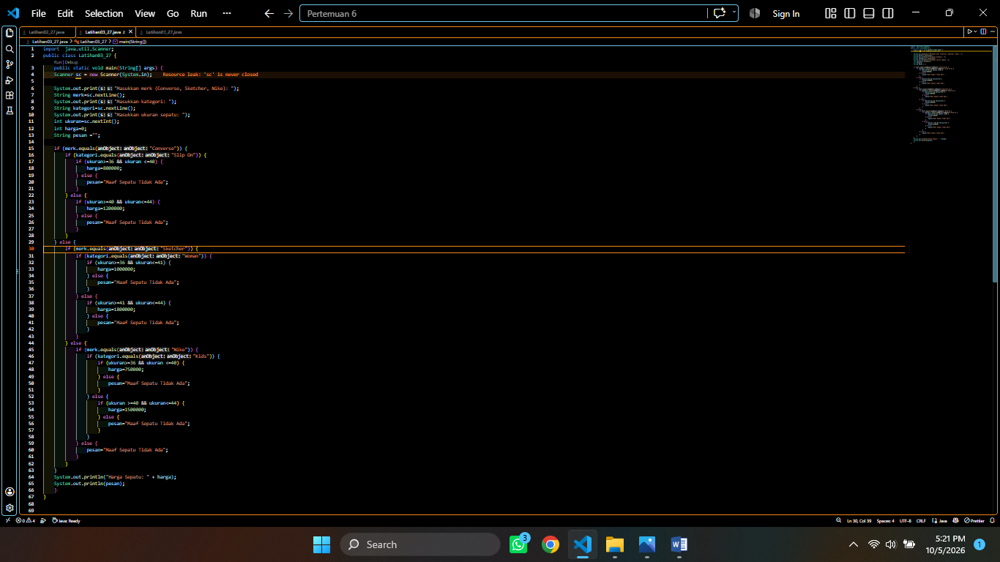 File Edit Selection View Go Run ··· Pertemuan 6 Sign In
Latihan02_27.java Latihan03_27.java 2 Latihan01_27.java
Latihan03_27.java > Latihan03_27 > main(String[])
1 import java.util.Scanner;
2 public class Latihan03_27 {
Run | Debug
3 public static void main(String[] args) {
4 Scanner sc = new Scanner(System.in); Resource leak: 'sc' is never closed
5
6 System.out.print(s: s: "Masukkan merk (Converse, Sketcher, Nike): ");
7 String merk=sc.nextLine();
8 System.out.print(s: s: "Masukkan kategori: ");
9 String kategori=sc.nextLine();
10 System.out.print(s: s: "Masukkan ukuran sepatu: ");
11 int ukuran=sc.nextInt();
12 int harga=0;
13 String pesan ="";
14
15 if (merk.equals(anObject: anObject: "Converse")) {
16 if (kategori.equals(anObject: anObject: "Slip On")) {
17 if (ukuran>=36 && ukuran <=40) {
18 harga=800000;
19 } else {
20 pesan="Maaf Sepatu Tidak Ada";
21 }
22 } else {
23 if (ukuran>=40 && ukuran<=44) {
24 harga=1200000;
25 } else {
26 pesan="Maaf Sepatu Tidak Ada";
27 }
28 }
29 } else {
30 if (merk.equals(anObject: anObject: "Sketcher")) {
31 if (kategori.equals(anObject: anObject: "Woman")) {
32 if (ukuran>=36 && ukuran<=41) {
33 harga=1000000;
34 } else {
35 pesan="Maaf Sepatu Tidak Ada";
36 }
37 } else {
38 if (ukuran>=41 && ukuran<=44) {
39 harga=1800000;
40 } else {
41 pesan="Maaf Sepatu Tidak Ada";
42 }
43 }
44 } else {
45 if (merk.equals(anObject: anObject: "Nike")) {
46 if (kategori.equals(anObject: anObject: "Kids")) {
47 if (ukuran>=36 && ukuran <=40) {
48 harga=750000;
49 } else {
50 pesan="Maaf Sepatu Tidak Ada";
51 }
52 } else {
53 if (ukuran >=40 && ukuran<=44) {
54 harga=1500000;
55 } else {
56 pesan="Maaf Sepatu Tidak Ada";
57 }
58 }
59 } else {
60 pesan="Maaf Sepatu Tidak Ada";
61 }
62 }
63 }
64 System.out.println("Harga Sepatu: " + harga);
65 System.out.println(pesan);
66 }
67 }
68
69
0 4 Java: Ready Ln 30, Col 39 Spaces: 4 UTF-8 CRLF Java Prettier
Search 3 5:21 PM 1
10/5/2026